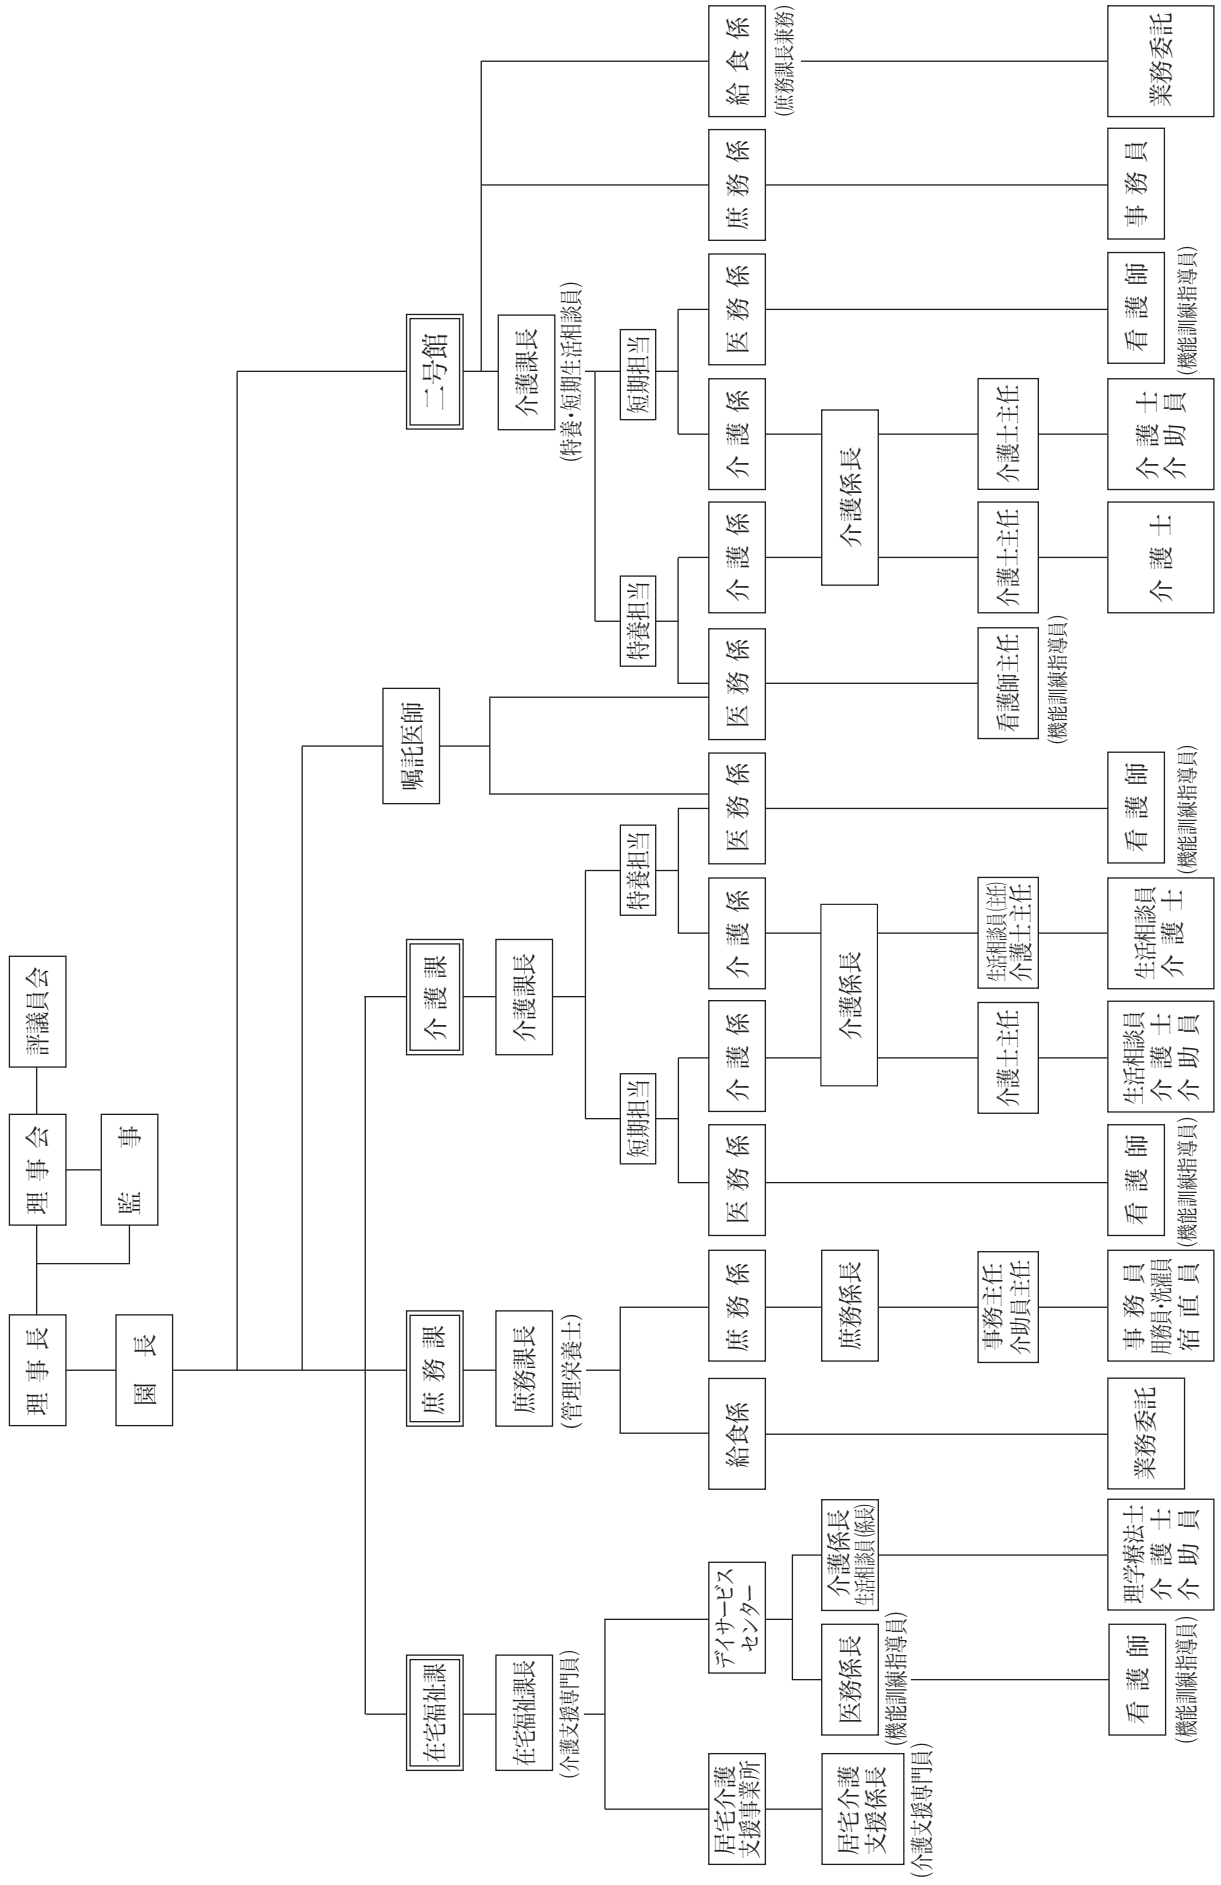 評議員会
理事会
監事
理事長
園長
二号館
介護課長
(特養・短期生活相談員)
短期担当
特養担当
給食係
(庶務課長兼務)
業務委託
庶務係
事務員
医務係
看護師
(機能訓練指導員)
介護係
介護係長
介護士主任
介護士
介助員
介護係
介護士主任
介護士
医務係
看護師主任
(機能訓練指導員)
嘱託医師
介護課
介護課長
特養担当
短期担当
医務係
看護師
(機能訓練指導員)
介護係
介護係長
生活相談員(主任)
介護士主任
生活相談員
介護士
介護係
介護士主任
生活相談員
介護士
介助員
医務係
看護師
(機能訓練指導員)
庶務課
庶務課長
(管理栄養士)
庶務係
庶務係長
事務主任
介助員主任
事務員
用務員・洗濯員
宿直員
給食係
業務委託
在宅福祉課
在宅福祉課長
(介護支援専門員)
デイサービス
センター
介護係長
生活相談員(係長)
理学療法士
介護士
介助員
医務係長
(機能訓練指導員)
看護師
(機能訓練指導員)
居宅介護
支援事業所
居宅介護
支援係長
(介護支援専門員)